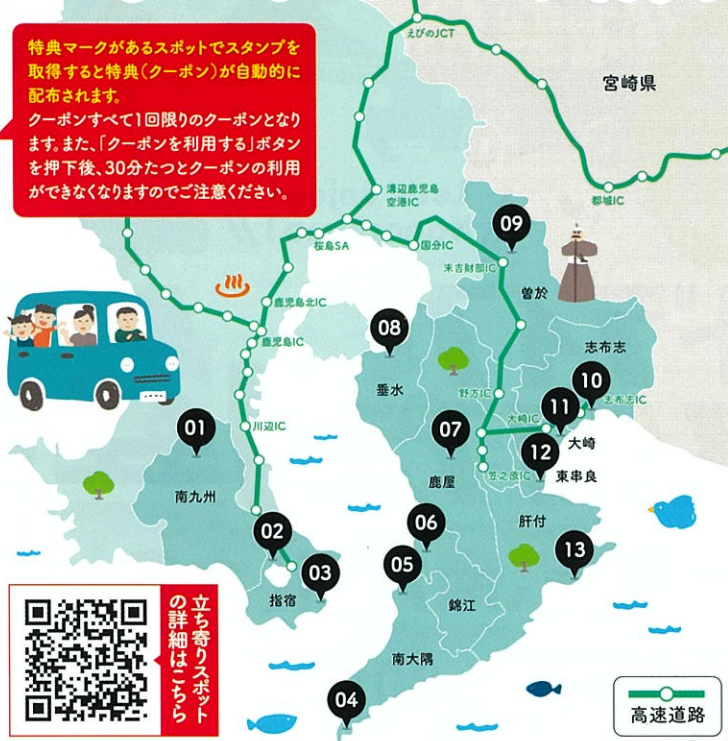 特典マークがあるスポットでスタンプを
取得すると特典(クーポン)が自動的に
配布されます。
クーポンすべて1回限りのクーポンとなり
ます。また、「クーポンを利用する」ボタン
を押下後、30分たつとクーポンの利用
ができなくなりますのでご注意ください。
えびのJCT
宮崎県
都城IC
溝辺鹿児島
空港IC
桜島SA
国分IC
末吉財部IC
09
曽於
鹿児島北IC
鹿児島IC
08
垂水
志布志
10
志布志IC
野方IC
11
大崎IC
大崎
川辺IC
01
南九州
07
鹿屋
12
東串良
笠之原IC
肝付
06
02
03
指宿
05
13
錦江
南大隅
04
立ち寄りスポット
の詳細はこちら
高速道路